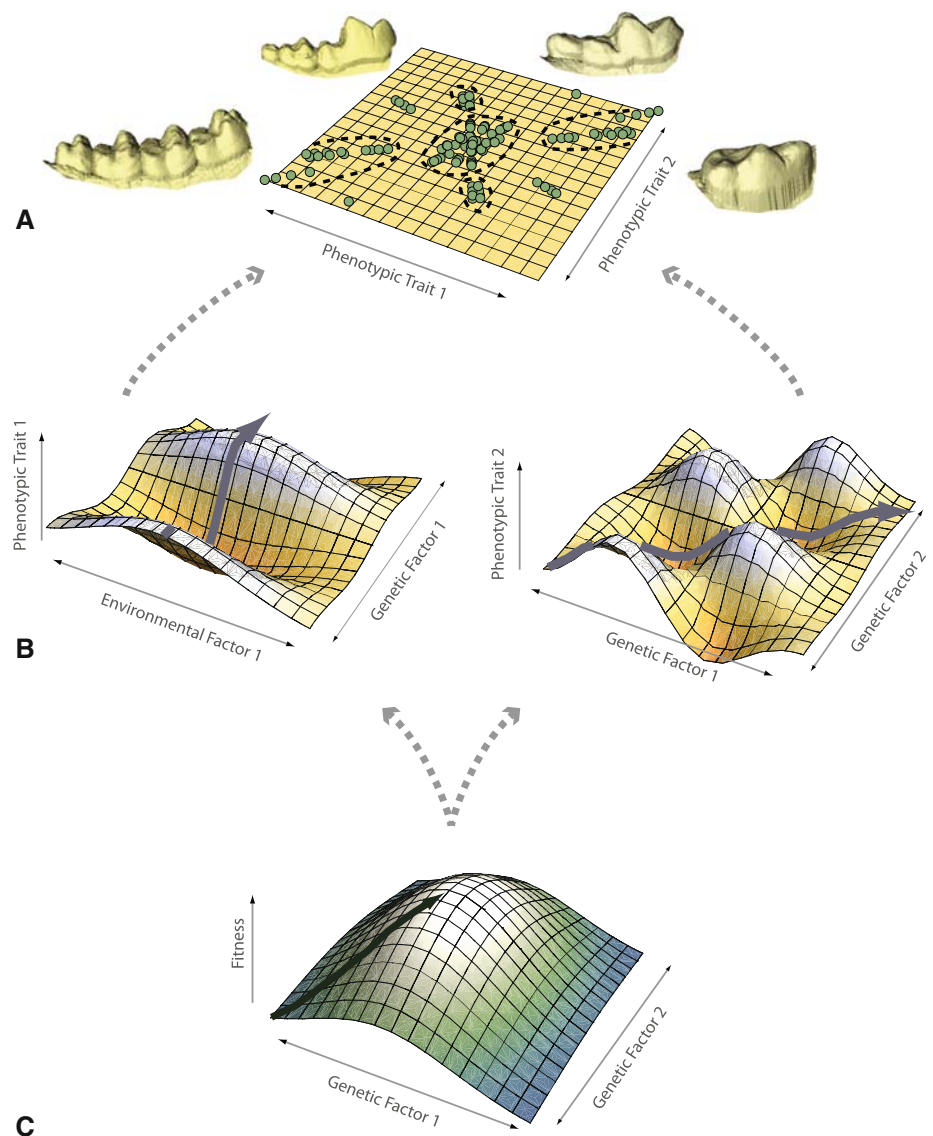 A
Phenotypic Trait 1
Phenotypic Trait 2
Phenotypic Trait 1
Environmental Factor 1
Genetic Factor 1
Phenotypic Trait 2
Genetic Factor 1
Genetic Factor 2
B
Fitness
Genetic Factor 1
Genetic Factor 2
C